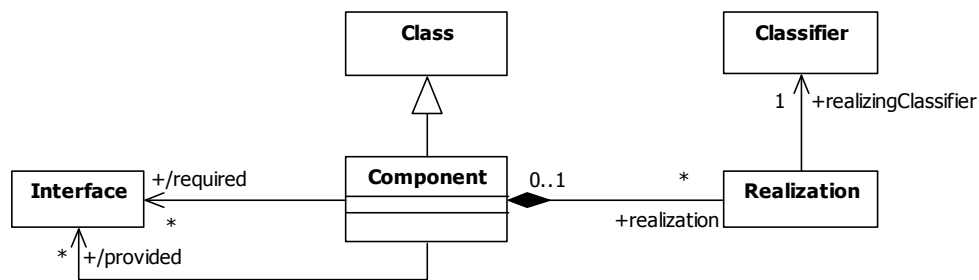 Class
Classifier
1 +realizingClassifier
+/required
Component
0..1
*
Interface
Realization
*
+realization
* +/provided